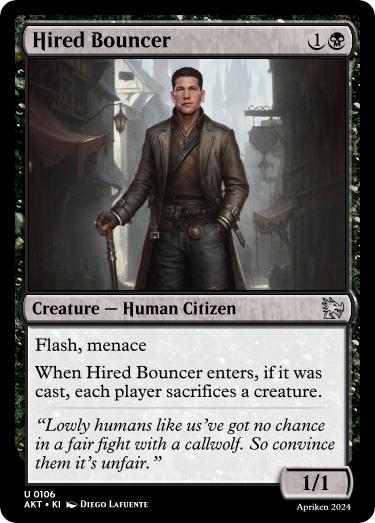 Hired Bouncer 1
Creature — Human Citizen
Flash, menace
When Hired Bouncer enters, if it was
cast, each player sacrifices a creature.
“Lowly humans like us’ve got no chance
in a fair fight with a callwolf. So convince
them it’s unfair.”
1/1
U 0106
AKT • KI Diego Lafuente
Apriken 2024